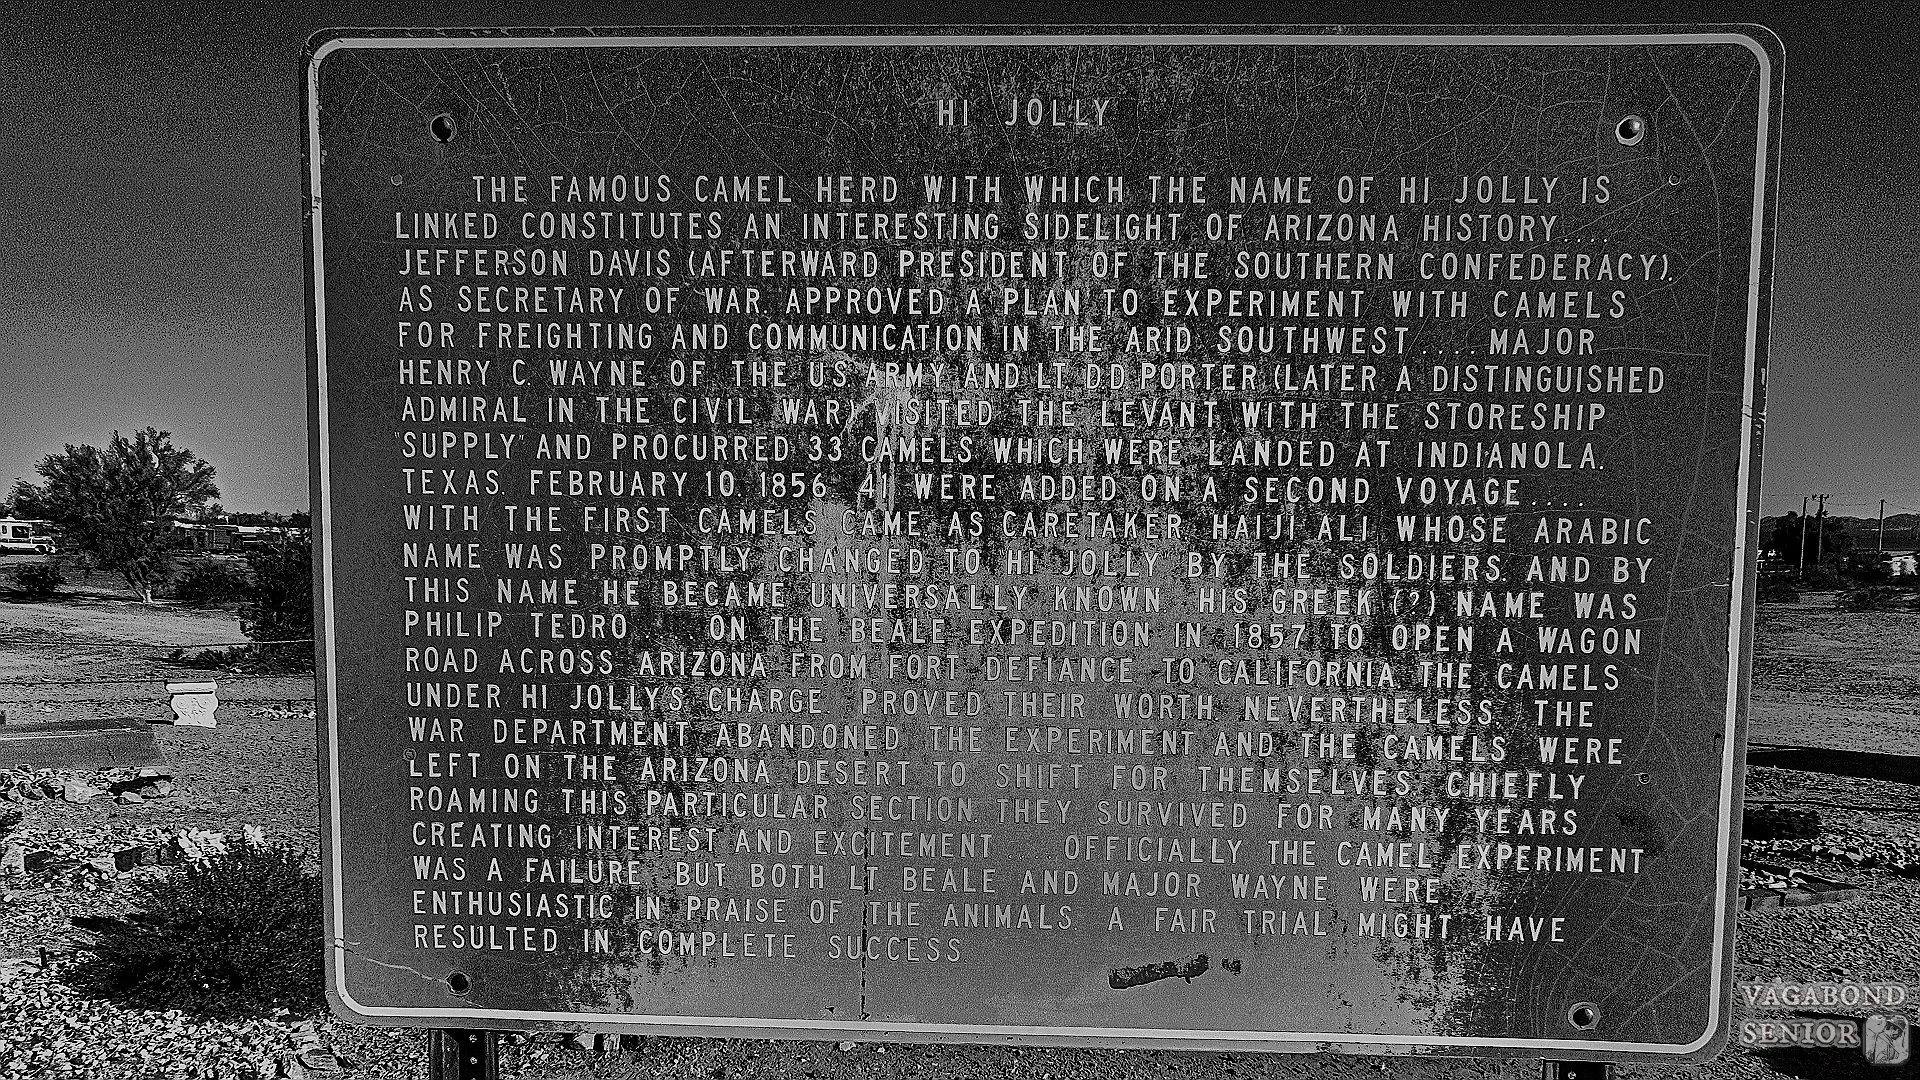 HI JOLLY
THE FAMOUS CAMEL HERD WITH WHICH THE NAME OF HI JOLLY IS
LINKED CONSTITUTES AN INTERESTING SIDELIGHT OF ARIZONA HISTORY....
JEFFERSON DAVIS (AFTERWARD PRESIDENT OF THE SOUTHERN CONFEDERACY),
AS SECRETARY OF WAR, APPROVED A PLAN TO EXPERIMENT WITH CAMELS
FOR FREIGHTING AND COMMUNICATION IN THE ARID SOUTHWEST.... MAJOR
HENRY C. WAYNE OF THE US ARMY AND LT. D.D. PORTER (LATER A DISTINGUISHED
ADMIRAL IN THE CIVIL WAR) VISITED THE LEVANT WITH THE STORESHIP
"SUPPLY" AND PROCURRED 33 CAMELS WHICH WERE LANDED AT INDIANOLA,
TEXAS, FEBRUARY 10, 1856 41 WERE ADDED ON A SECOND VOYAGE....
WITH THE FIRST CAMELS CAME AS CARETAKER, HAIJI ALI WHOSE ARABIC
NAME WAS PROMPTLY CHANGED TO "HI JOLLY" BY THE SOLDIERS, AND BY
THIS NAME HE BECAME UNIVERSALLY KNOWN. HIS GREEK (?) NAME WAS
PHILIP TEDRO.... ON THE BEALE EXPEDITION IN 1857 TO OPEN A WAGON
ROAD ACROSS ARIZONA FROM FORT DEFIANCE TO CALIFORNIA, THE CAMELS
UNDER HI JOLLY'S CHARGE, PROVED THEIR WORTH. NEVERTHELESS THE
WAR DEPARTMENT ABANDONED THE EXPERIMENT AND THE CAMELS WERE
LEFT ON THE ARIZONA DESERT TO SHIFT FOR THEMSELVES. CHIEFLY
ROAMING THIS PARTICULAR SECTION, THEY SURVIVED FOR MANY YEARS
CREATING INTEREST AND EXCITEMENT.... OFFICIALLY THE CAMEL EXPERIMENT
WAS A FAILURE, BUT BOTH LT. BEALE AND MAJOR WAYNE WERE
ENTHUSIASTIC IN PRAISE OF THE ANIMALS. A FAIR TRIAL MIGHT HAVE
RESULTED IN COMPLETE SUCCESS
VAGABOND
SENIOR